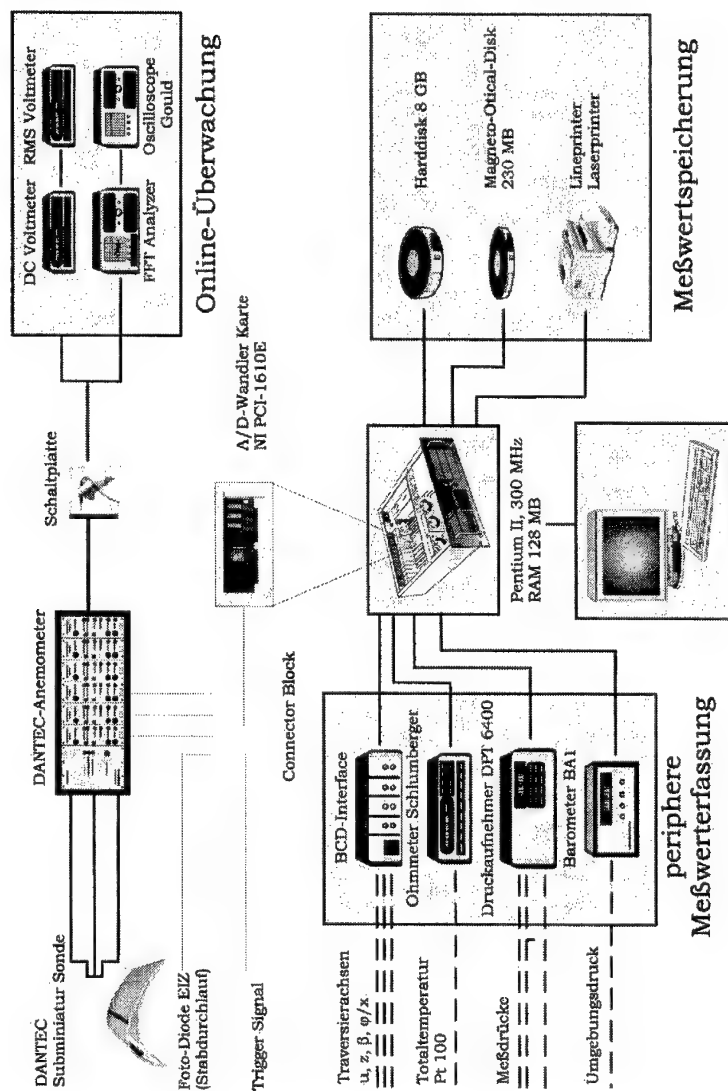 DANTEC
Subminiatur Sonde
DANTEC-Anemometer
Schaltplatte
DC Voltmeter
RMS Voltmeter
FFT Analyzer
Oscilloscope
Gould
Online-Überwachung
Foto-Diode EIZ
(Stabdurchlauf)
Trigger Signal
Connector Block
A/D-Wandler Karte
NI PCI-1610E
Traversierachsen
u, z, β, φ/x
Totaltemperatur
Pt 100
Meßdrücke
Ümgebungsdruck
BCD-Interface
Ohmmeter Schlumberger
Druckaufnehmer DPT 6400
Barometer BA1
periphere
Meßwerterfassung
Pentium II, 300 MHz
RAM 128 MB
Harddisk 8 GB
Magneto-Otical-Disk
230 MB
Lineprinter
Laserprinter
Meßwertspeicherung